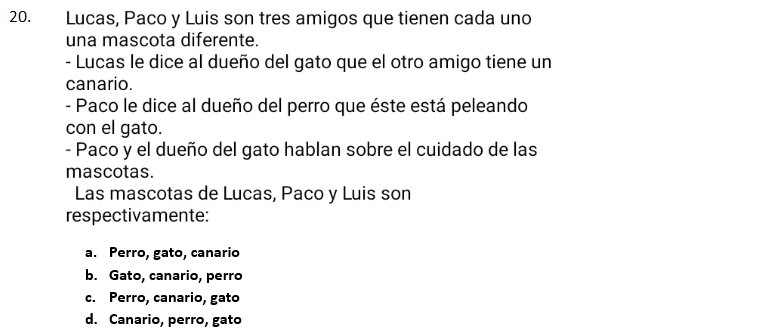 20. Lucas, Paco y Luis son tres amigos que tienen cada uno
una mascota diferente.
- Lucas le dice al dueño del gato que el otro amigo tiene un
canario.
- Paco le dice al dueño del perro que éste está peleando
con el gato.
- Paco y el dueño del gato hablan sobre el cuidado de las
mascotas.
Las mascotas de Lucas, Paco y Luis son
respectivamente:
a. Perro, gato, canario
b. Gato, canario, perro
c. Perro, canario, gato
d. Canario, perro, gato